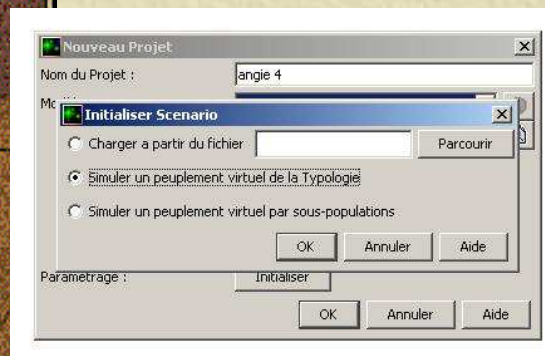 Nouveau Projet
Nom du Projet : angie 4
Initialiser Scenario
Charger a partir du fichier Parcourir
Simuler un peuplement virtuel de la Typologie
Simuler un peuplement virtuel par sous-populations
OK Annuler Aide
Parametrage : Initialiser
OK Annuler Aide